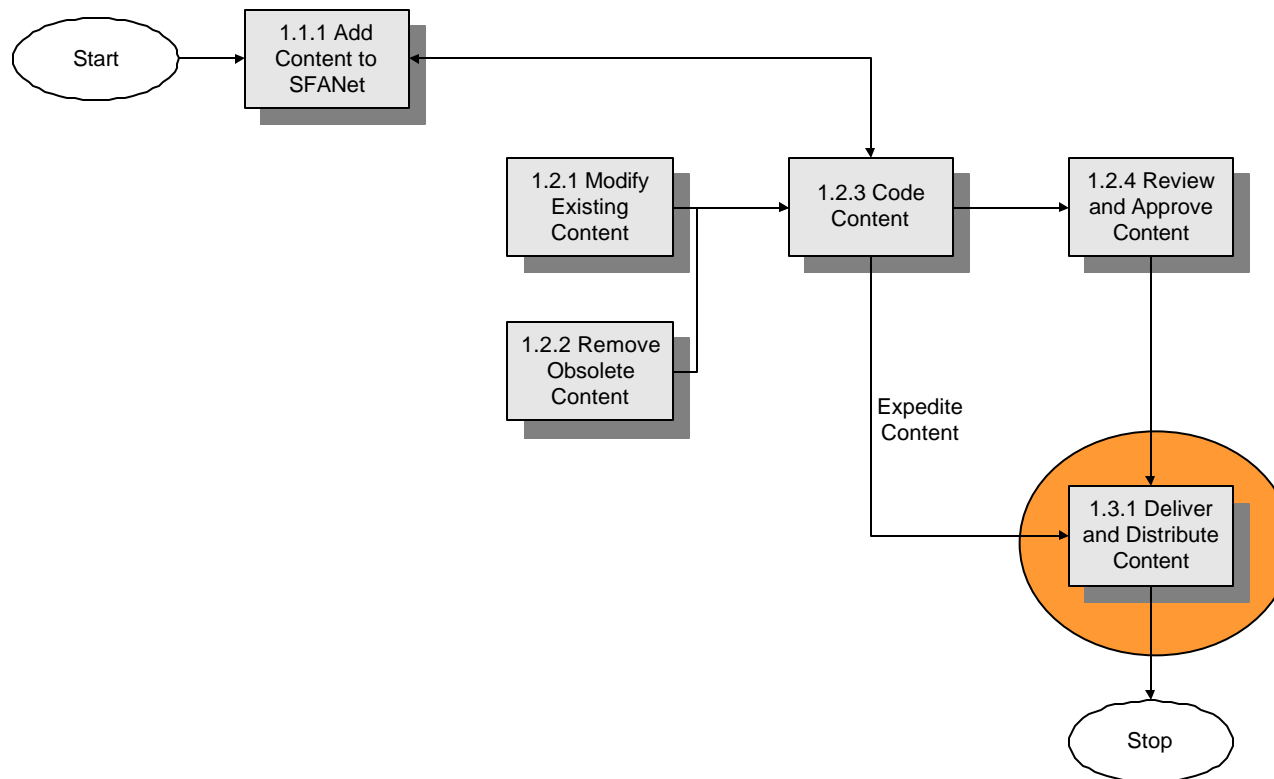 Start
1.1.1 Add
Content to
SFANet
1.2.1 Modify
Existing
Content
1.2.3 Code
Content
1.2.4 Review
and Approve
Content
1.2.2 Remove
Obsolete
Content
Expedite
Content
1.3.1 Deliver
and Distribute
Content
Stop